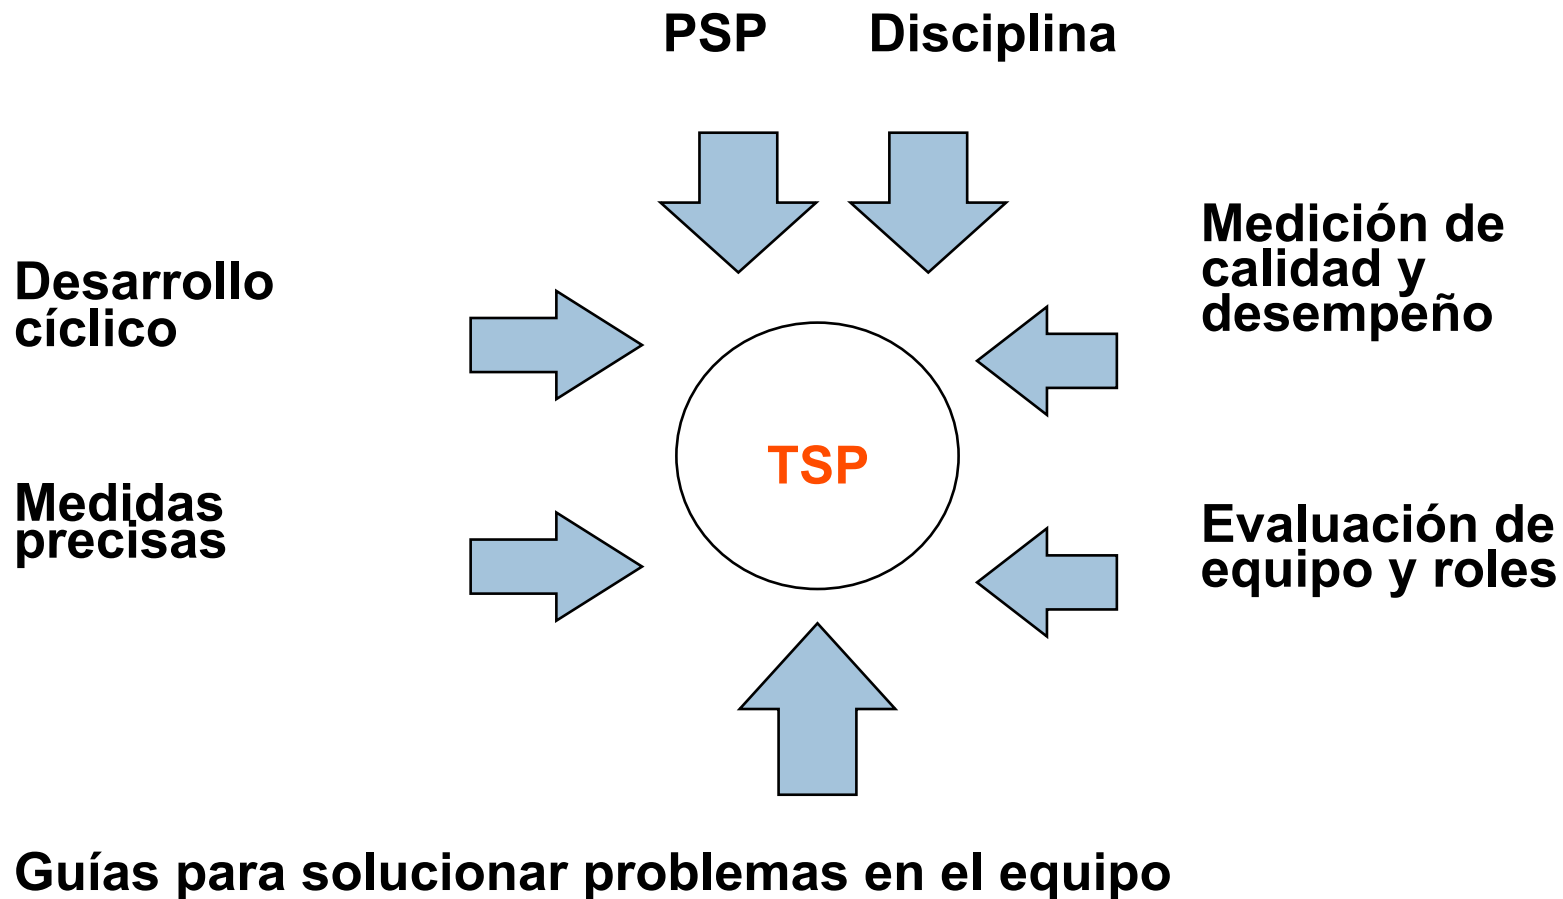 PSP Disciplina
Medición de
calidad y
desempeño
Desarrollo
cíclico
TSP
Medidas
precisas
Evaluación de
equipo y roles
Guías para solucionar problemas en el equipo